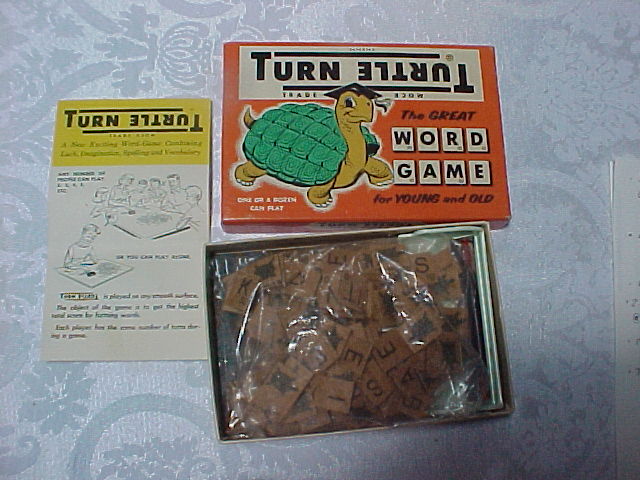 TURN TURTLE
TRADE MARK
A New Exciting Word-Game Combining
Luck, Imagination, Spelling and Vocabulary
ANY NUMBER OF
PEOPLE CAN PLAY
ETC.
OR YOU CAN PLAY ALONE.
TURN TURTLE is played on any smooth surface.
The object of the game is to get the highest
total score for forming words.
Each player has the same number of turns dur-
ing a game.
TURN TURTLE
TRADE MARK
The GREAT
WORD
GAME
for YOUNG and OLD
ONE OR A DOZEN
CAN PLAY
S
E
E
S
A